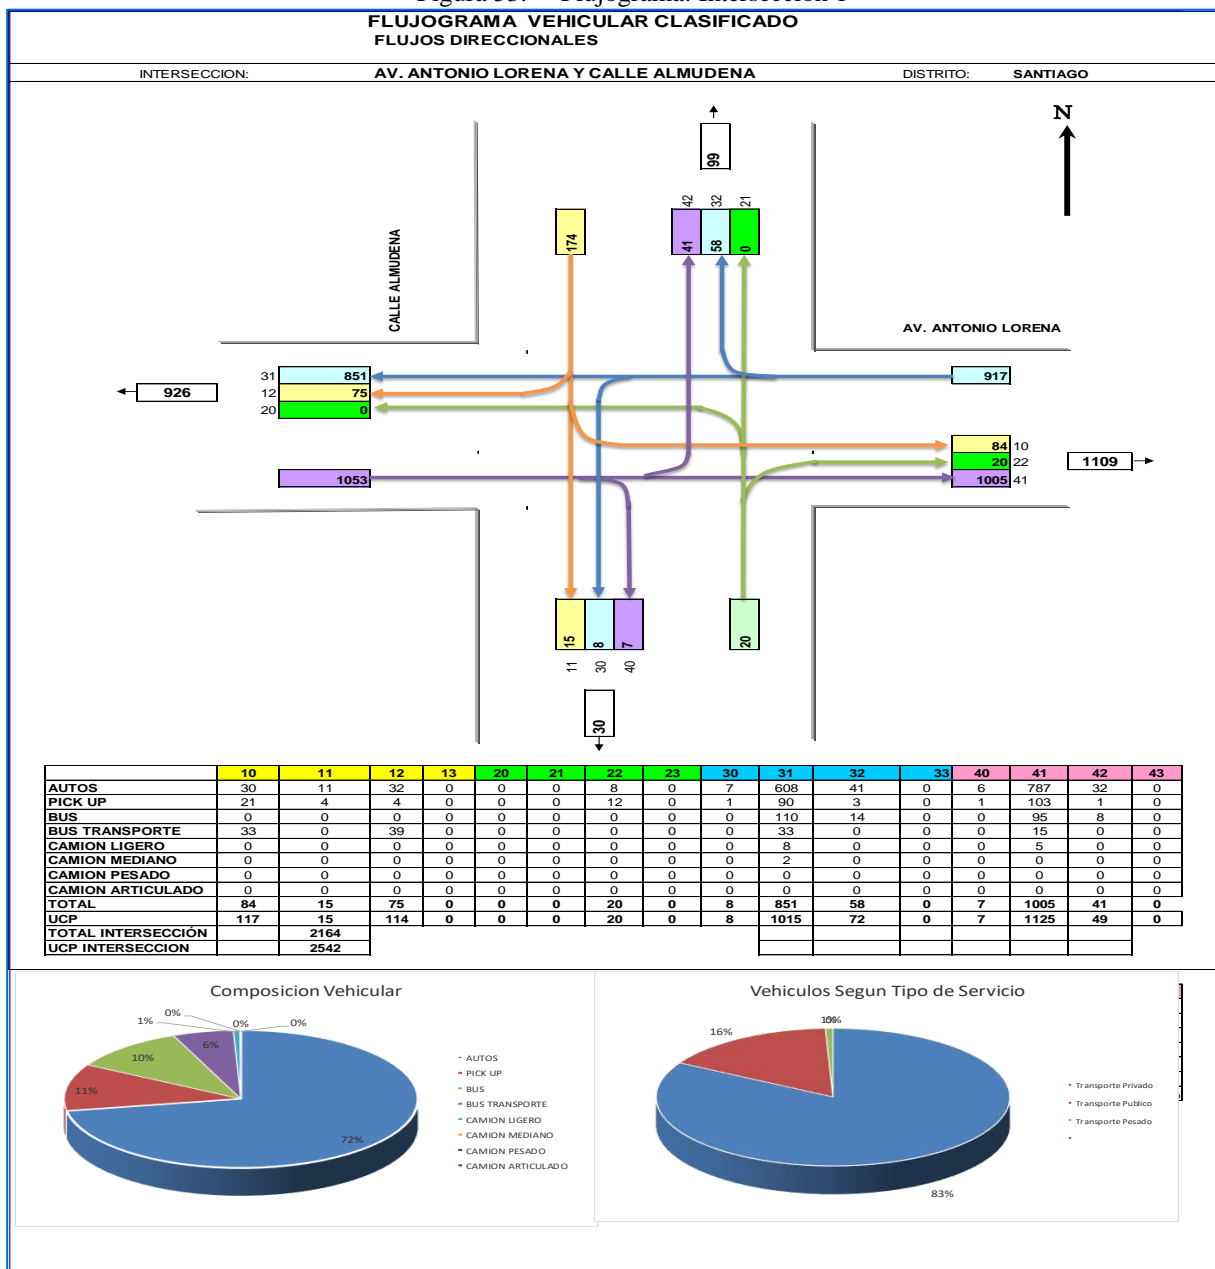 FLUJOGRAMA VEHICULAR CLASIFICADO
FLUJOS DIRECCIONALES
INTERSECCION: AV. ANTONIO LORENA Y CALLE ALMUDENA DISTRITO: SANTIAGO
N
99
42 32 21
174 41 58 0
CALLE ALMUDENA
AV. ANTONIO LORENA
31 851 917
926 12 75
20 0
84 10
20 22 1109
1053 1005 41
15 8 7 20
11 30 40
30
10 11 12 13 20 21 22 23 30 31 32 33 40 41 42 43
AUTOS 30 11 32 0 0 0 8 0 7 608 41 0 6 787 32 0
PICK UP 21 4 4 0 0 0 12 0 1 90 3 0 1 103 1 0
BUS 0 0 0 0 0 0 0 0 0 110 14 0 0 95 8 0
BUS TRANSPORTE 33 0 39 0 0 0 0 0 0 33 0 0 0 15 0 0
CAMION LIGERO 0 0 0 0 0 0 0 0 0 8 0 0 0 5 0 0
CAMION MEDIANO 0 0 0 0 0 0 0 0 0 2 0 0 0 0 0 0
CAMION PESADO 0 0 0 0 0 0 0 0 0 0 0 0 0 0 0 0
CAMION ARTICULADO 0 0 0 0 0 0 0 0 0 0 0 0 0 0 0 0
TOTAL 84 15 75 0 0 0 20 0 8 851 58 0 7 1005 41 0
UCP 117 15 114 0 0 0 20 0 8 1015 72 0 7 1125 49 0
TOTAL INTERSECCIÓN 2164
UCP INTERSECCION 2542
Composicion Vehicular
0%
1% 0% 0%
6%
10%
11%
72%
AUTOS
PICK UP
BUS
BUS TRANSPORTE
CAMION LIGERO
CAMION MEDIANO
CAMION PESADO
CAMION ARTICULADO
Vehiculos Segun Tipo de Servicio
1% 0%
16%
83%
Transporte Privado
Transporte Publico
Transporte Pesado